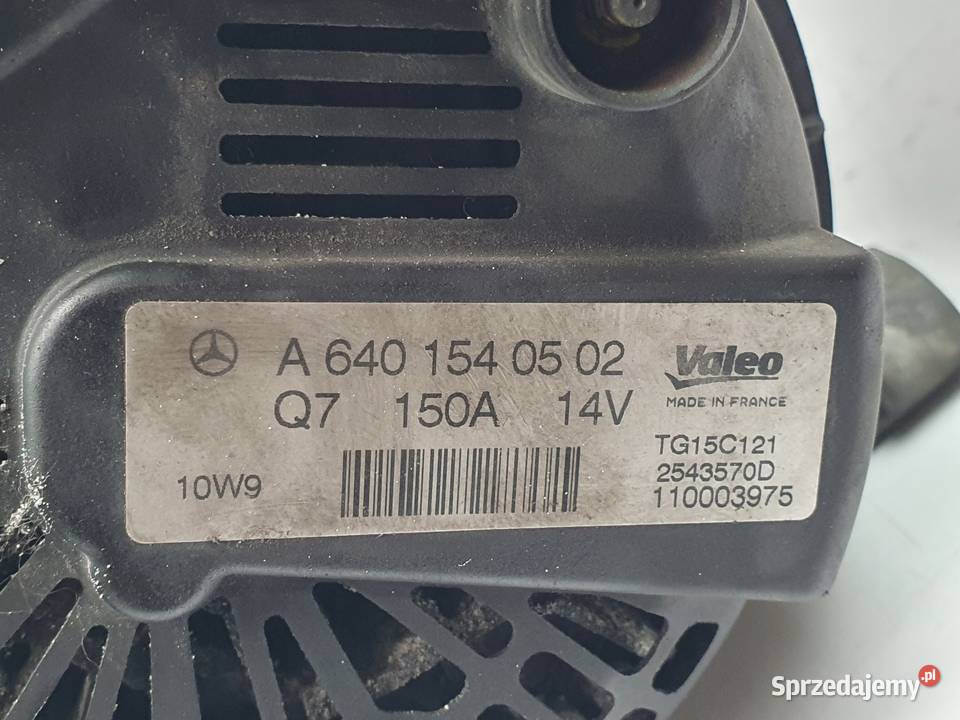 A 640 154 05 02
Q7 150A 14V
10W9
Valeo
MADE IN FRANCE
TG15C121
2543570D
110003975
Sprzedajemy.pl